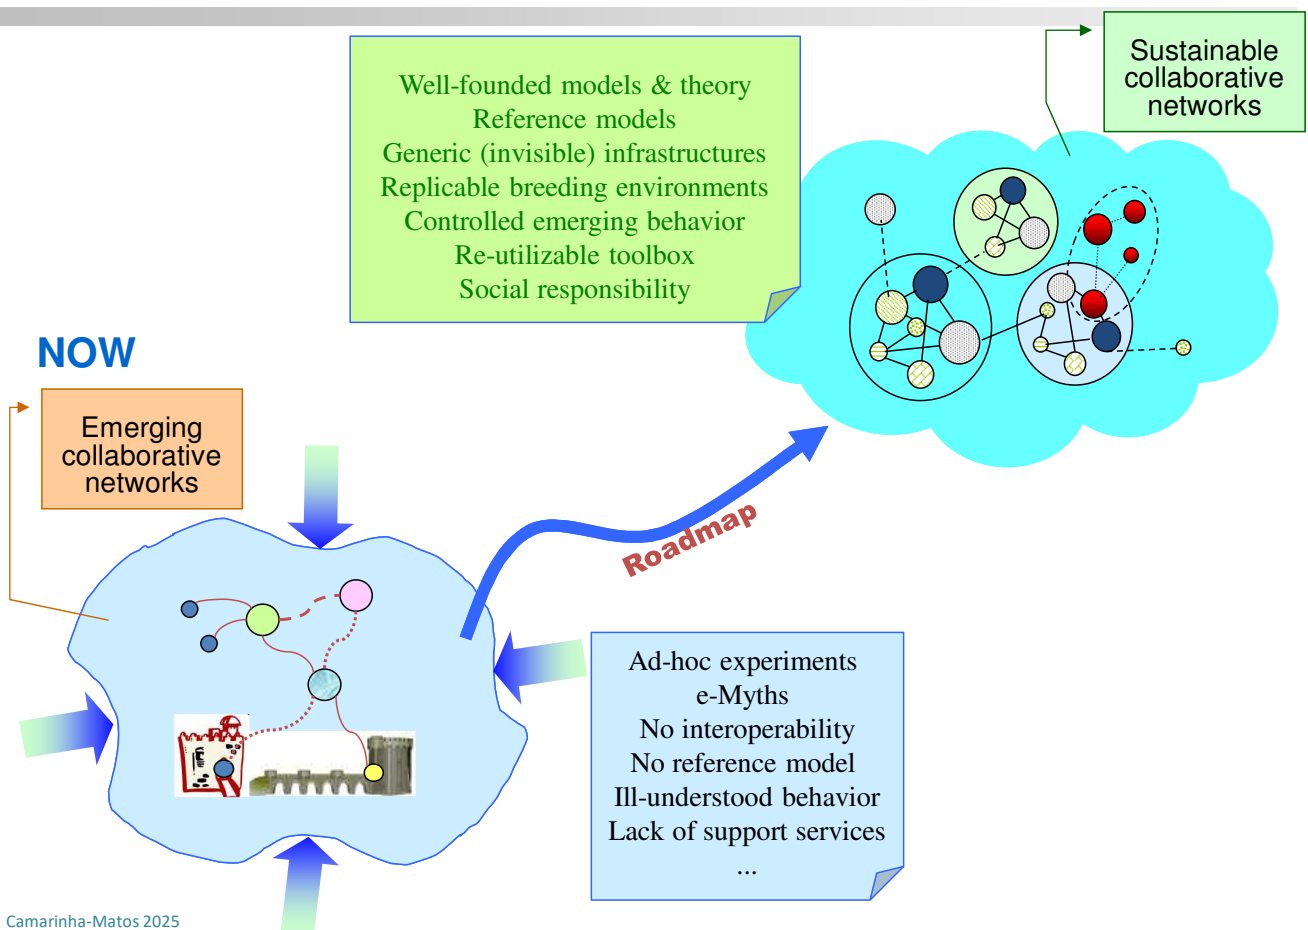 Sustainable
collaborative
networks
Well-founded models & theory
Reference models
Generic (invisible) infrastructures
Replicable breeding environments
Controlled emerging behavior
Re-utilizable toolbox
Social responsibility
NOW
Emerging
collaborative
networks
Roadmap
Ad-hoc experiments
e-Myths
No interoperability
No reference model
Ill-understood behavior
Lack of support services
...
Camarinha-Matos 2025